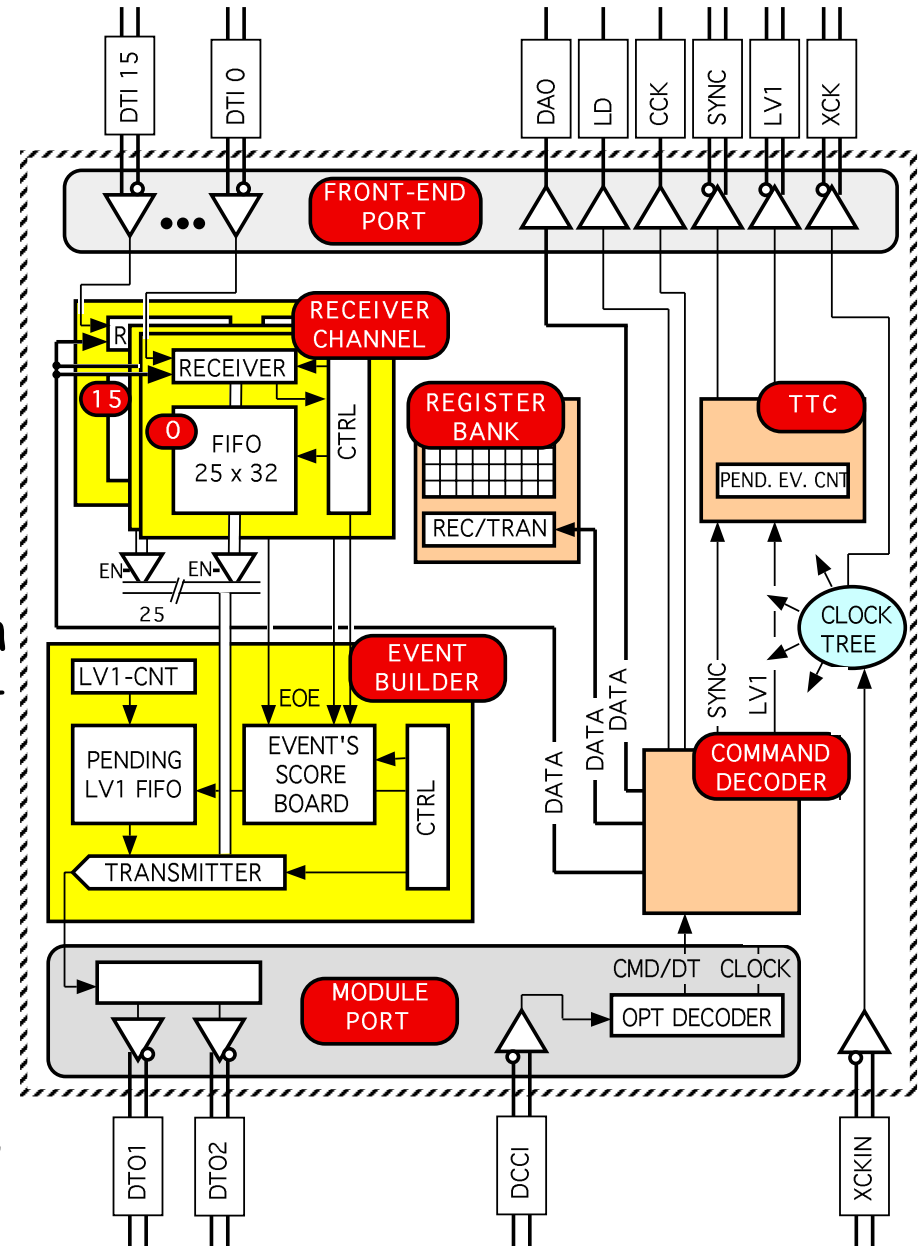 DTI 15
DTI 0
DAO
LD
CCK
SYNC
LV1
XCK
FRONT-END
PORT
RECEIVER
CHANNEL
R
RECEIVER
15
0
FIFO
25 x 32
CTRL
REGISTER
BANK
REC/TRAN
TTC
PEND. EV. CNT
EN
EN
25
CLOCK
TREE
EVENT
BUILDER
LV1-CNT
EOE
PENDING
LV1 FIFO
EVENT'S
SCORE
BOARD
CTRL
TRANSMITTER
DATA
DATA
DATA
SYNC
LV1
COMMAND
DECODER
MODULE
PORT
CMD/DT
CLOCK
OPT DECODER
DTO1
DTO2
DCCI
XCKIN